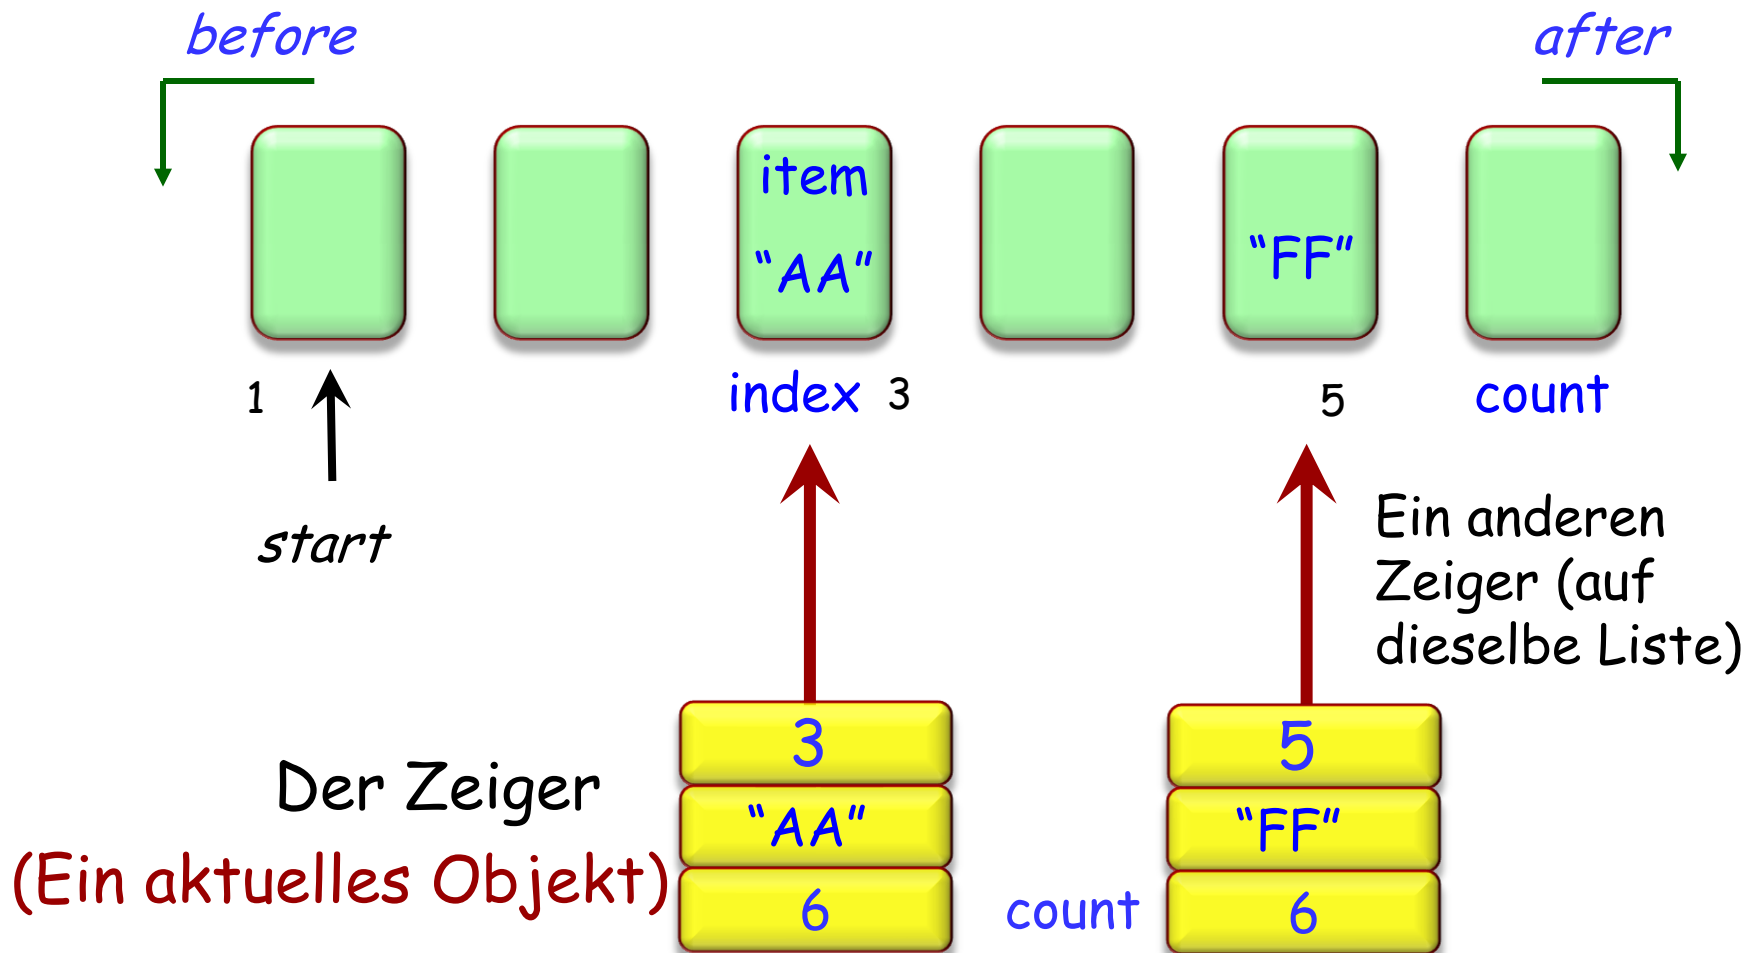 before
after
item
“AA”
“FF”
1
index 3
5
count
start
Ein anderen
Zeiger (auf
dieselbe Liste)
3
5
Der Zeiger
“AA”
“FF”
(Ein aktuelles Objekt)
6
count
6